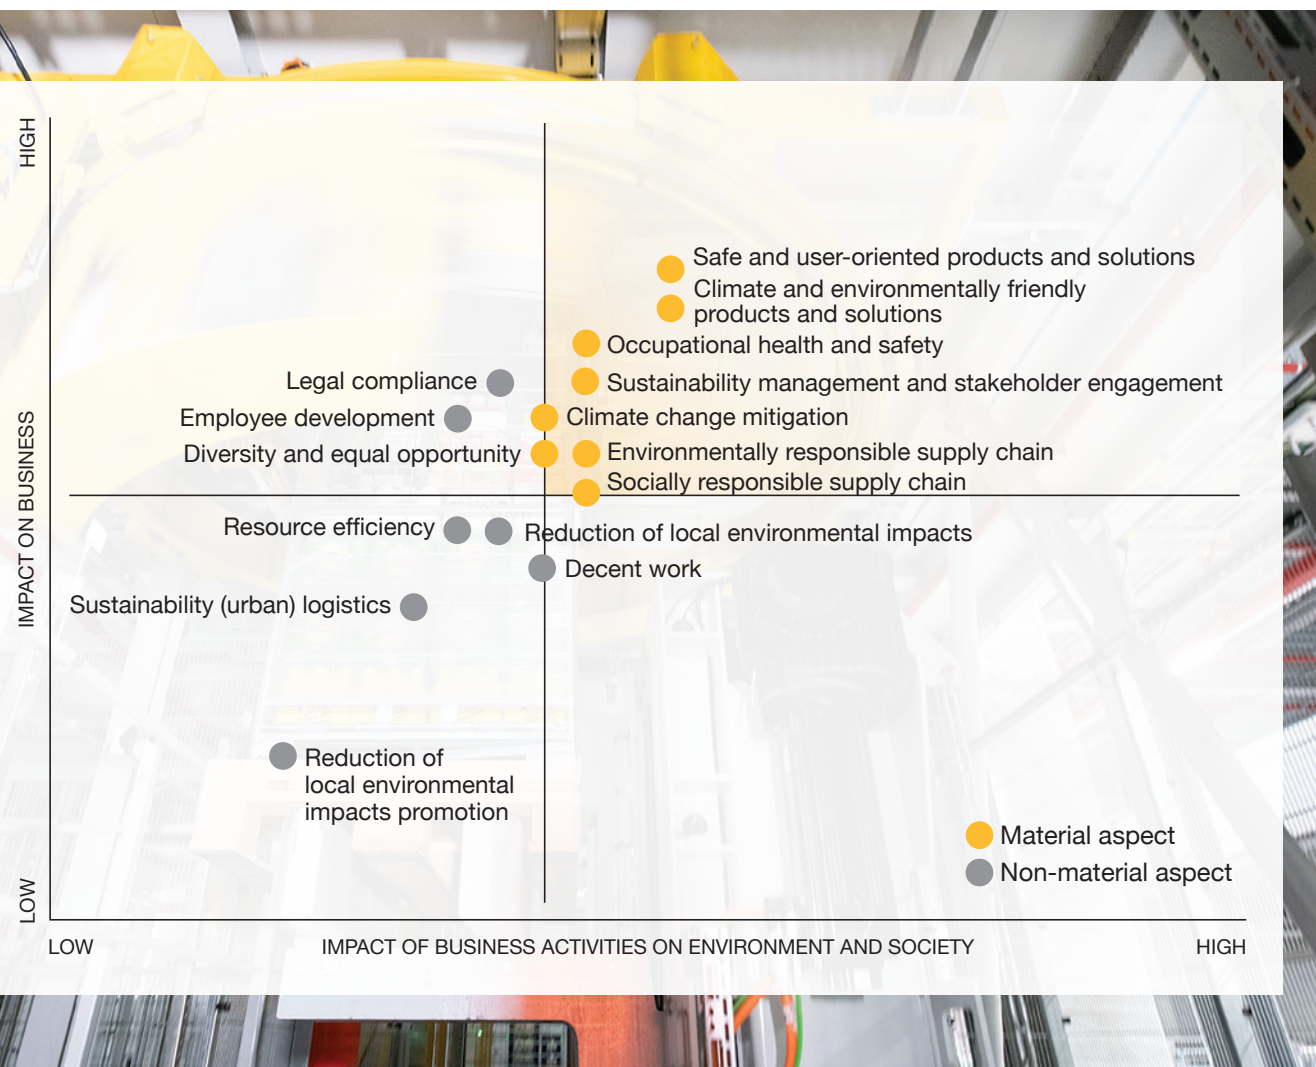 HIGH
Safe and user-oriented products and solutions
Climate and environmentally friendly
products and solutions
Occupational health and safety
Legal compliance
Sustainability management and stakeholder engagement
Employee development
Climate change mitigation
Diversity and equal opportunity
Environmentally responsible supply chain
Socially responsible supply chain
IMPACT ON BUSINESS
Resource efficiency
Reduction of local environmental impacts
Decent work
Sustainability (urban) logistics
Reduction of
local environmental
impacts promotion
Material aspect
Non-material aspect
LOW
LOW
IMPACT OF BUSINESS ACTIVITIES ON ENVIRONMENT AND SOCIETY
HIGH